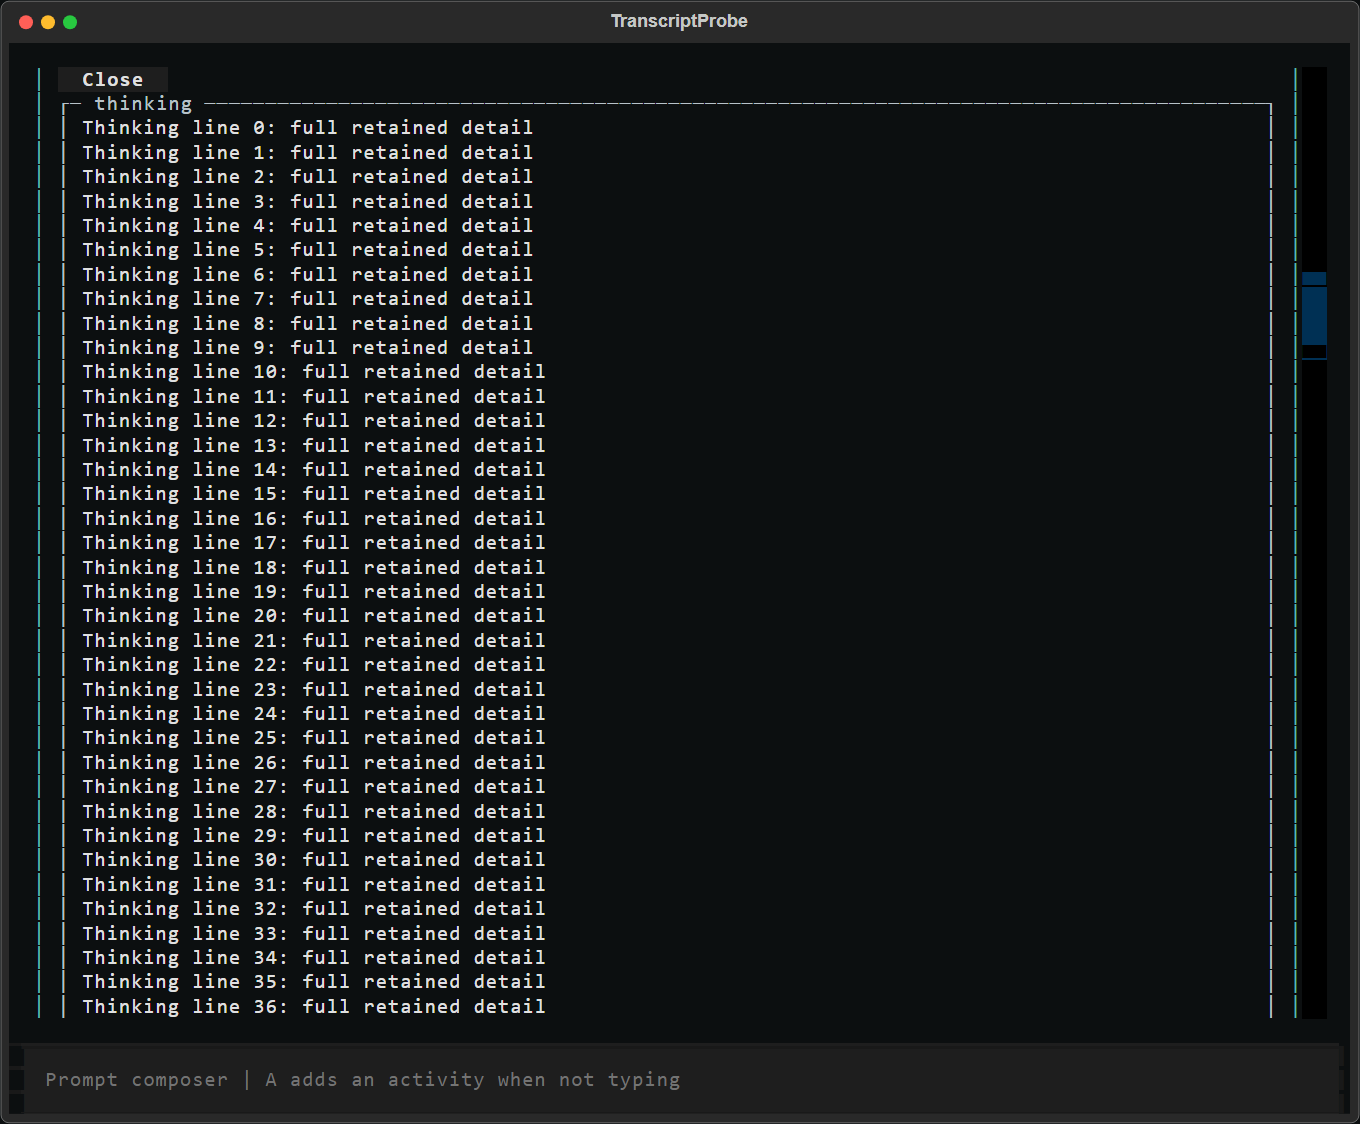 TranscriptProbe
Close
thinking
Thinking line 0: full retained detail
Thinking line 1: full retained detail
Thinking line 2: full retained detail
Thinking line 3: full retained detail
Thinking line 4: full retained detail
Thinking line 5: full retained detail
Thinking line 6: full retained detail
Thinking line 7: full retained detail
Thinking line 8: full retained detail
Thinking line 9: full retained detail
Thinking line 10: full retained detail
Thinking line 11: full retained detail
Thinking line 12: full retained detail
Thinking line 13: full retained detail
Thinking line 14: full retained detail
Thinking line 15: full retained detail
Thinking line 16: full retained detail
Thinking line 17: full retained detail
Thinking line 18: full retained detail
Thinking line 19: full retained detail
Thinking line 20: full retained detail
Thinking line 21: full retained detail
Thinking line 22: full retained detail
Thinking line 23: full retained detail
Thinking line 24: full retained detail
Thinking line 25: full retained detail
Thinking line 26: full retained detail
Thinking line 27: full retained detail
Thinking line 28: full retained detail
Thinking line 29: full retained detail
Thinking line 30: full retained detail
Thinking line 31: full retained detail
Thinking line 32: full retained detail
Thinking line 33: full retained detail
Thinking line 34: full retained detail
Thinking line 35: full retained detail
Thinking line 36: full retained detail
Prompt composer | A adds an activity when not typing